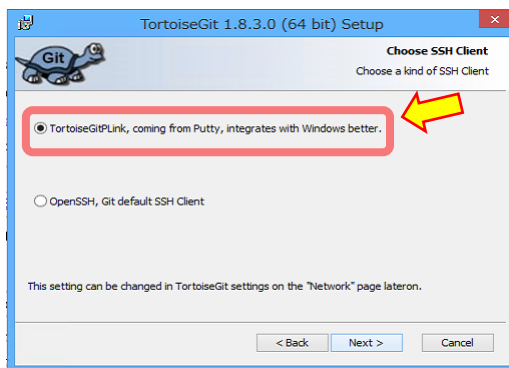 TortoiseGit 1.8.3.0 (64 bit) Setup
Git
Choose SSH Client
Choose a kind of SSH Client
TortoiseGitPLink, coming from Putty, integrates with Windows better.
OpenSSH, Git default SSH Client
This setting can be changed in TortoiseGit settings on the "Network" page lateron.
< Back Next > Cancel